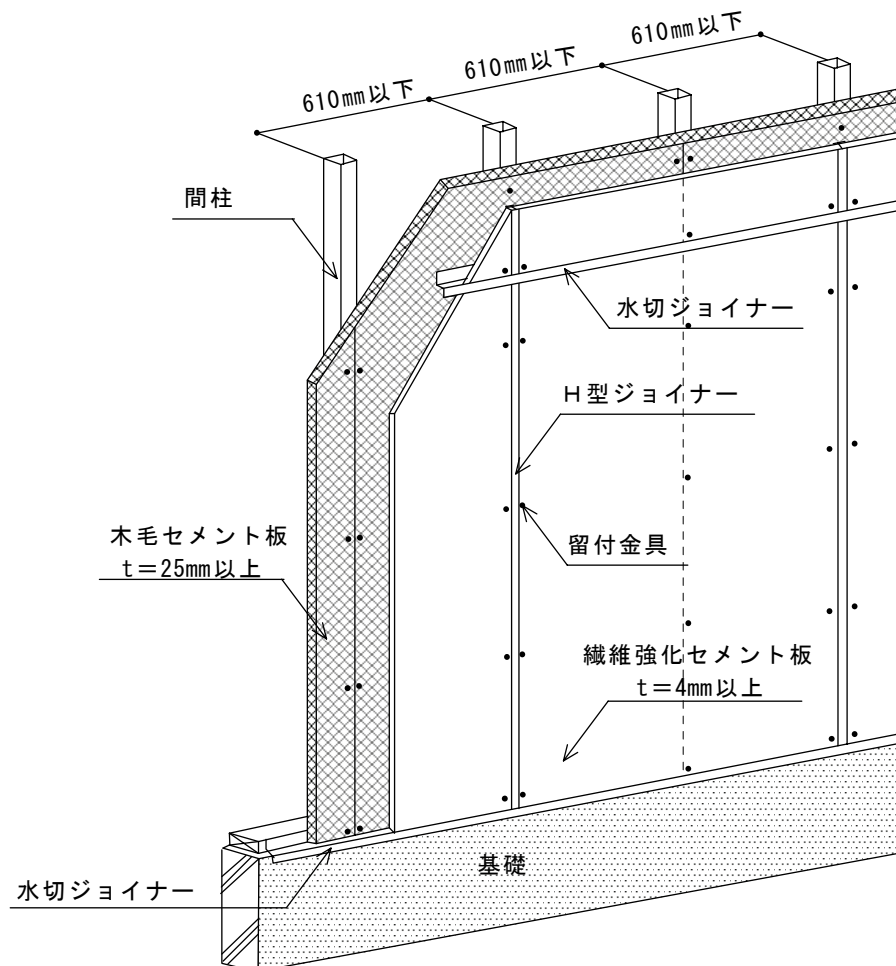 610㎜以下
610㎜以下
610㎜以下
間柱
水切ジョイナー
H型ジョイナー
木毛セメント板
t＝25㎜以上
留付金具
繊維強化セメント板
t＝4㎜以上
基礎
水切ジョイナー